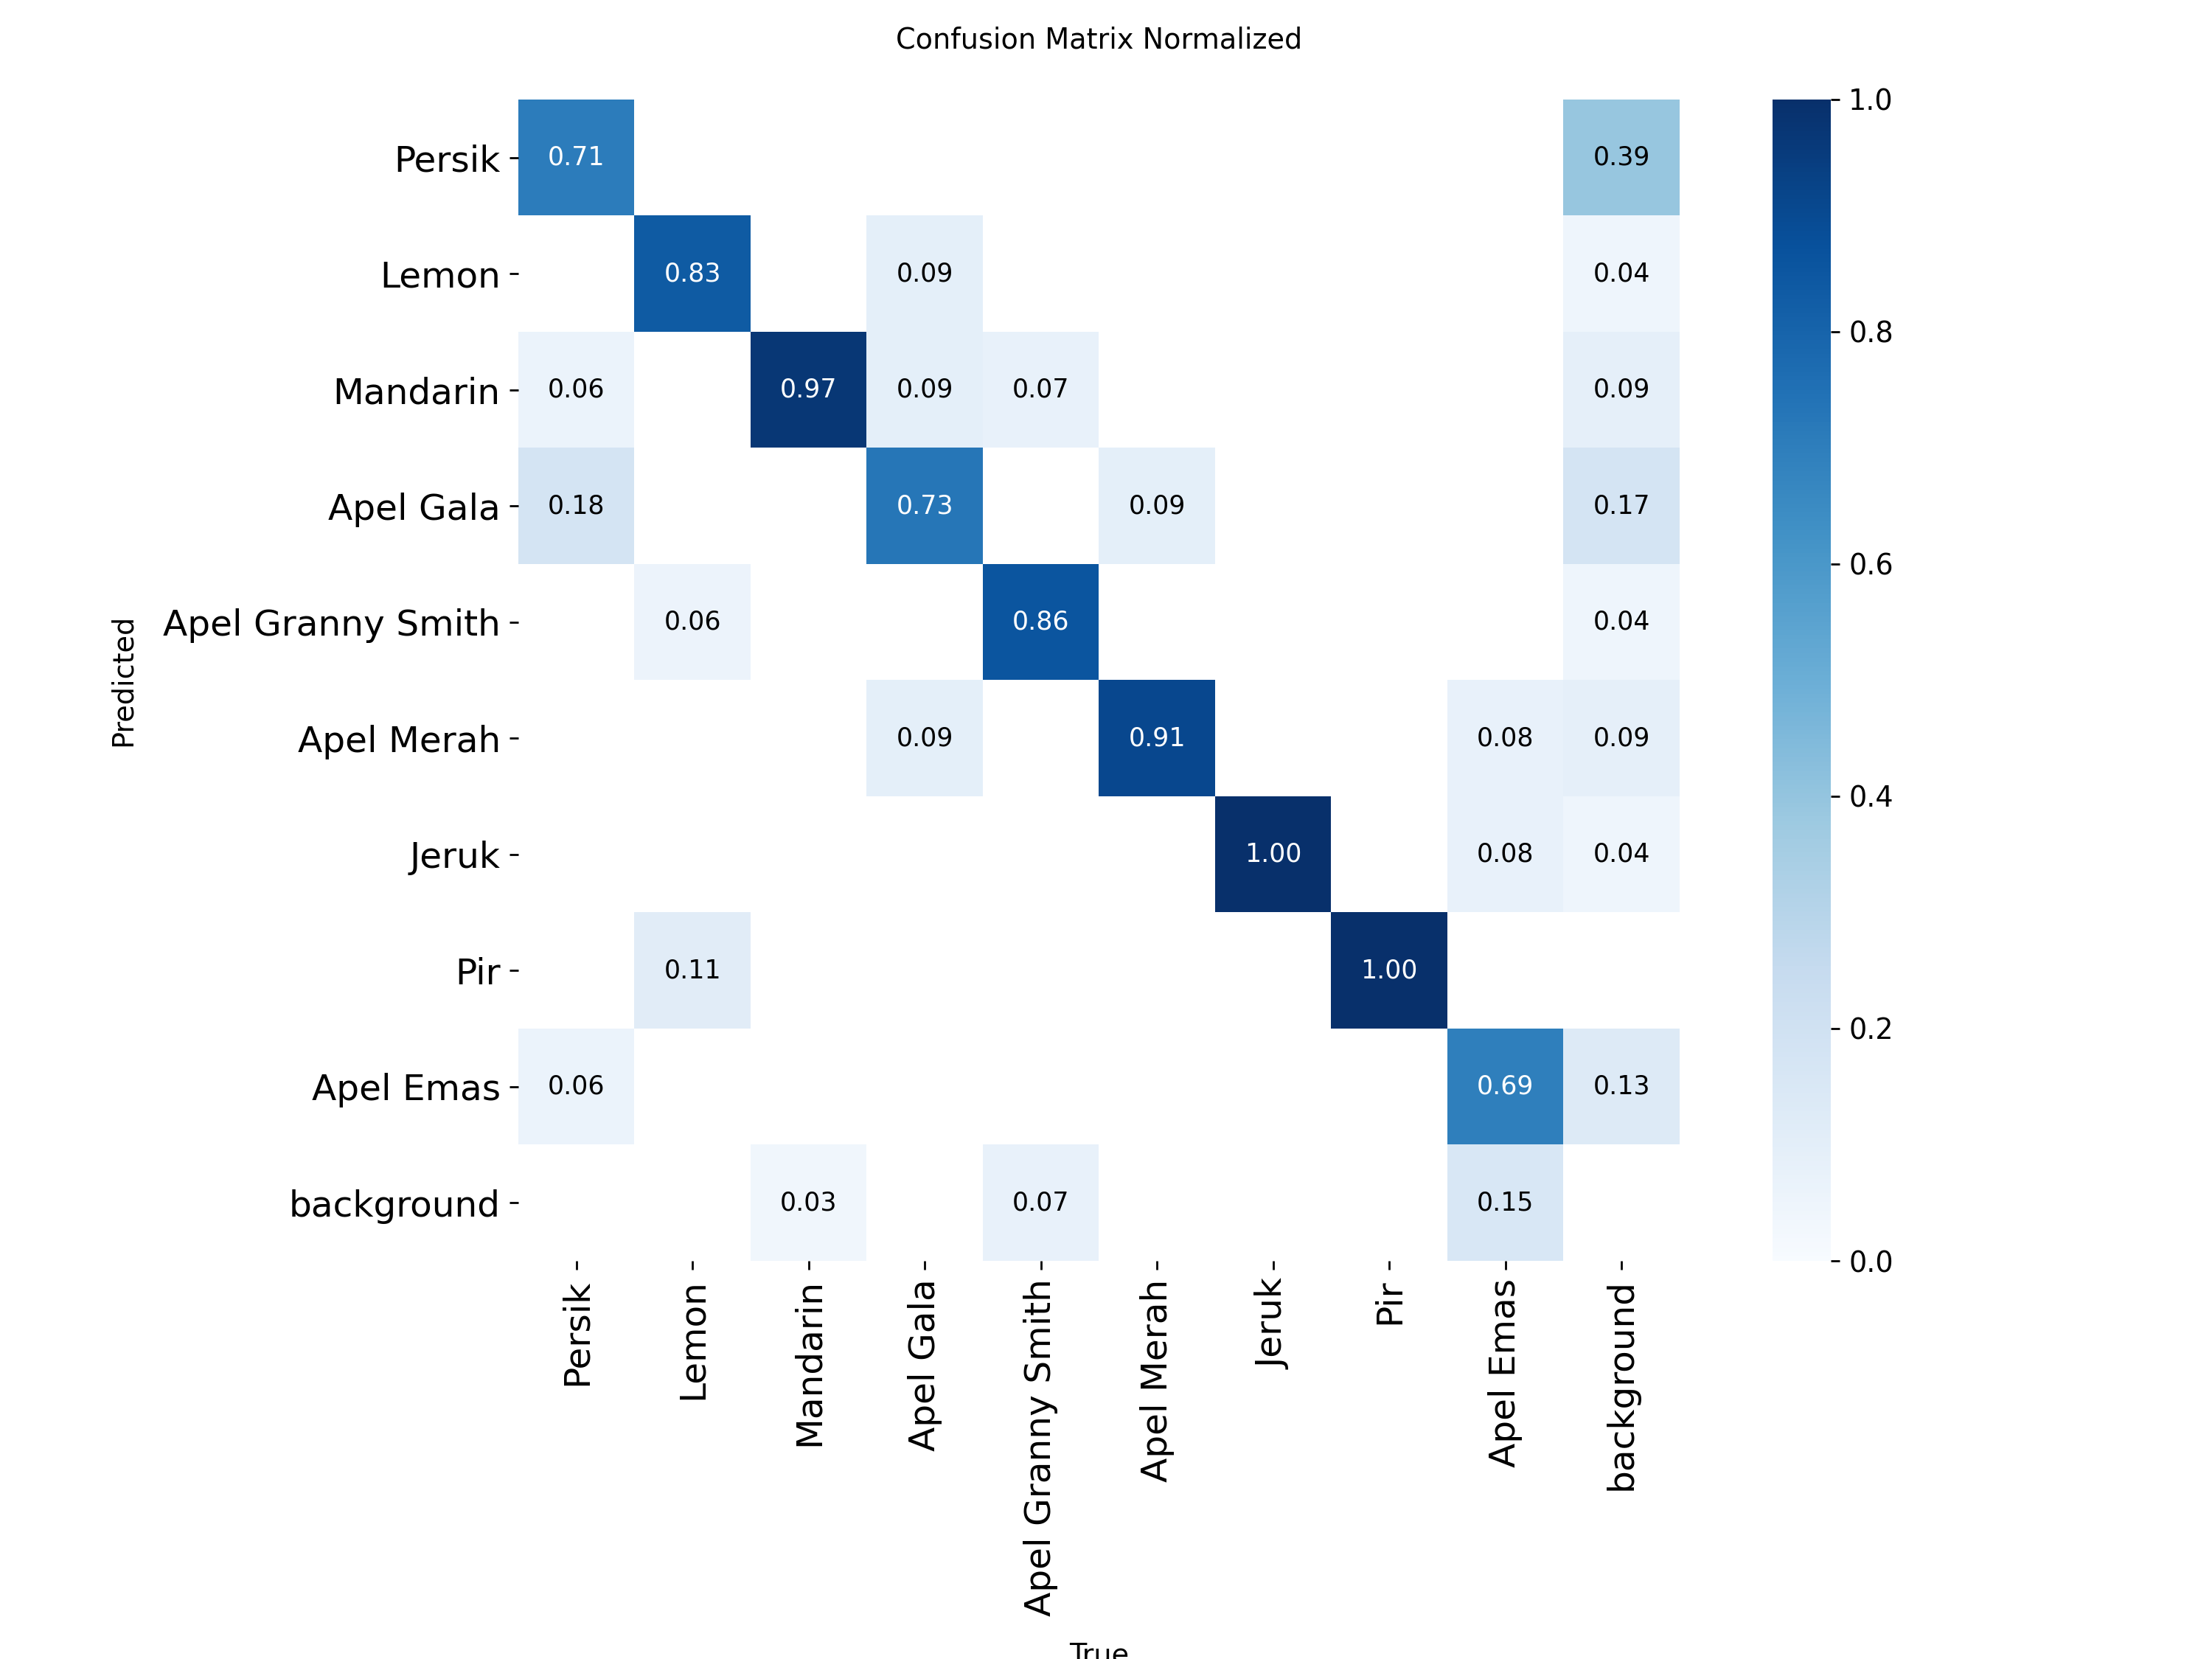 Confusion Matrix Normalized
Persik 0.71 0.39
Lemon 0.83 0.09 0.04
Mandarin 0.06 0.97 0.09 0.07 0.09
Apel Gala 0.18 0.73 0.09 0.17
Apel Granny Smith 0.06 0.86 0.04
Apel Merah 0.09 0.91 0.08 0.09
Jeruk 1.00 0.08 0.04
Pir 0.11 1.00
Apel Emas 0.06 0.69 0.13
background 0.03 0.07 0.15
Predicted
Persik
Lemon
Mandarin
Apel Gala
Apel Granny Smith
Apel Merah
Jeruk
Pir
Apel Emas
background
True
1.0
0.8
0.6
0.4
0.2
0.0